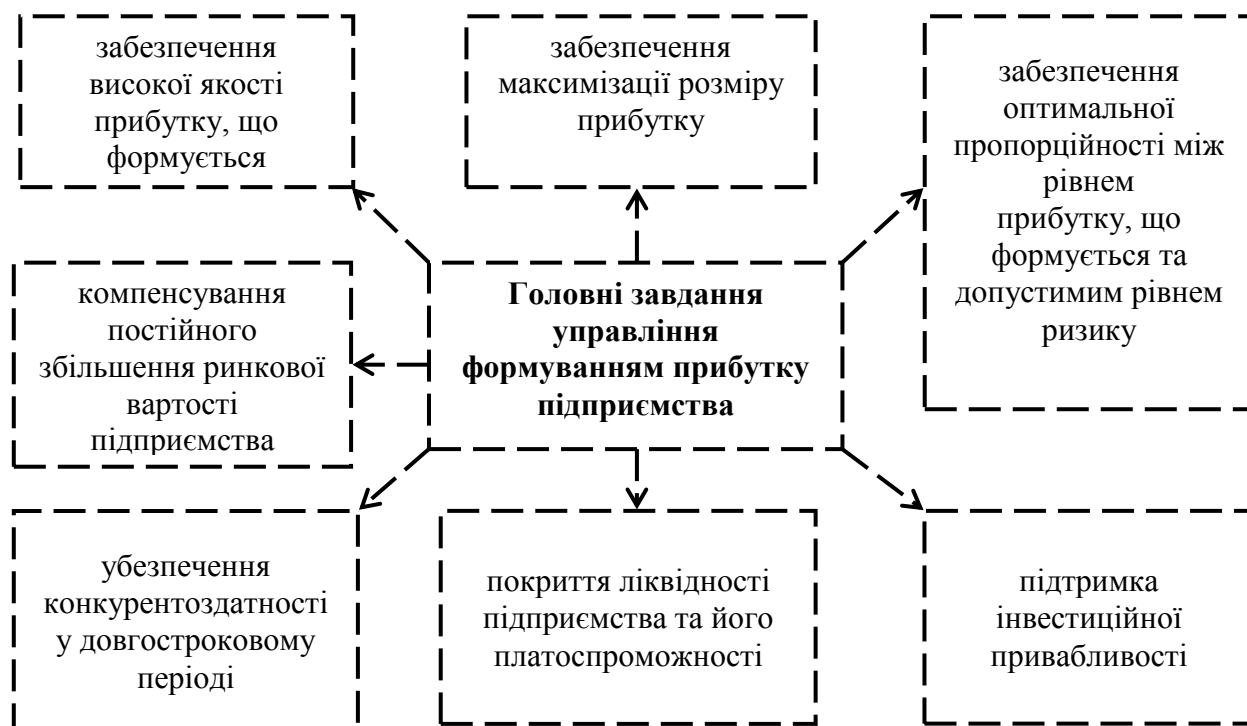 забезпечення
високої якості
прибутку, що
формується
забезпечення
максимізації розміру
прибутку
забезпечення
оптимальної
пропорційності між
рівнем
прибутку, що
формується та
допустимим рівнем
ризику
компенсування
постійного
збільшення ринкової
вартості
підприємства
Головні завдання
управління
формуванням прибутку
підприємства
убезпечення
конкурентоздатності
у довгостроковому
періоді
покриття ліквідності
підприємства та його
платоспроможності
підтримка
інвестиційної
привабливості